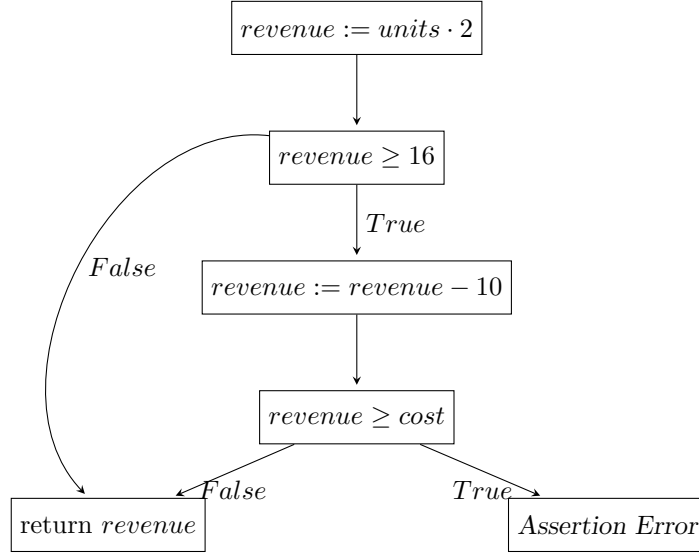 revenue := units · 2
revenue ≥ 16
True
False
revenue := revenue − 10
revenue ≥ cost
False
True
return revenue
Assertion Error